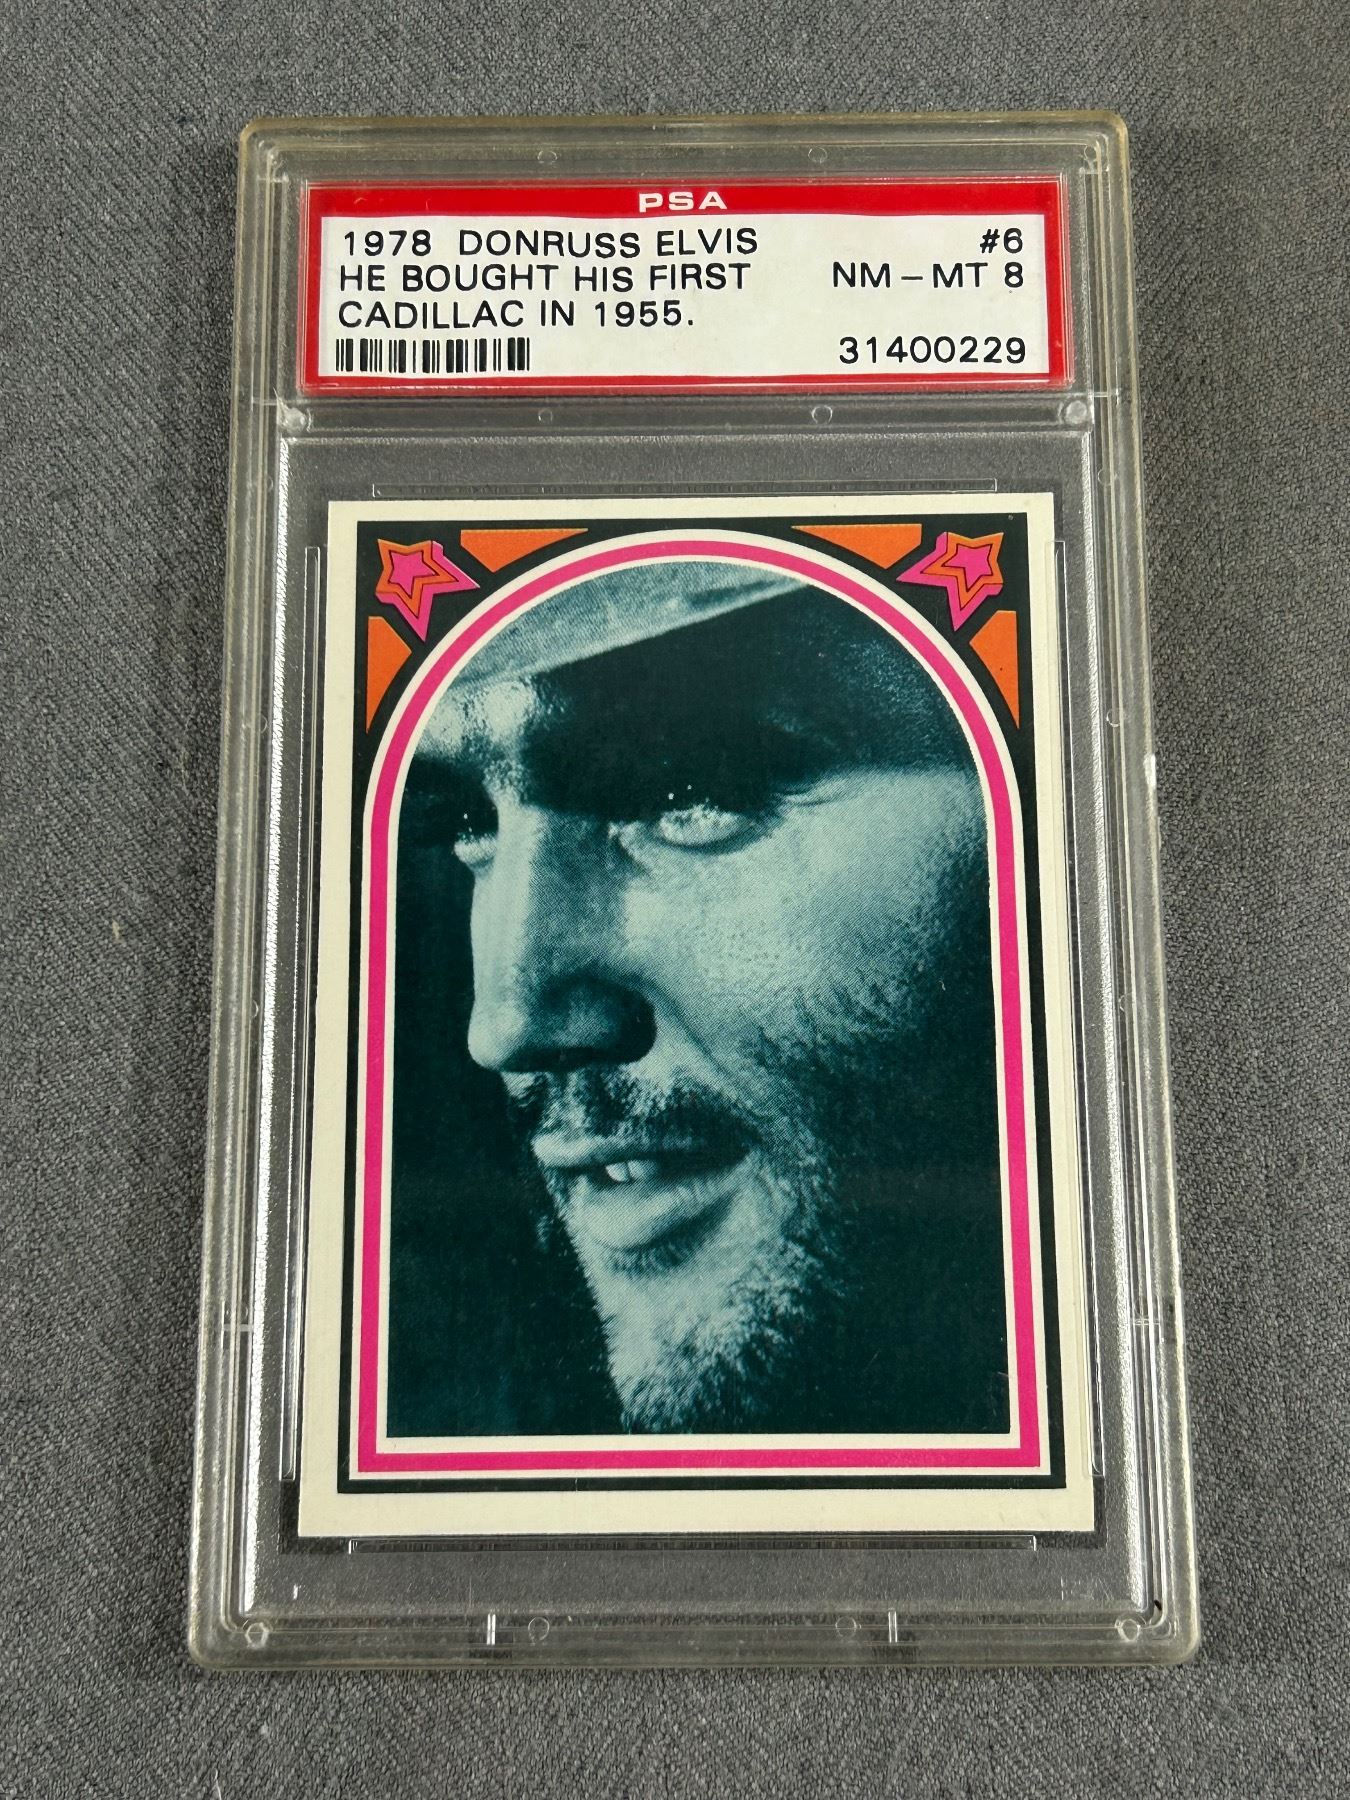 PSA
1978 DONRUSS ELVIS #6
HE BOUGHT HIS FIRST NM - MT 8
CADILLAC IN 1955.
31400229